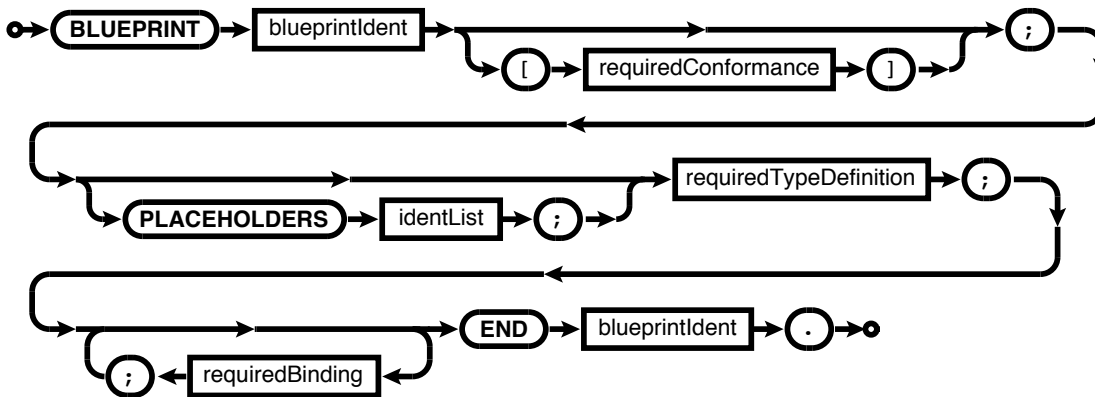 BLUEPRINT blueprintIdent ;
[ requiredConformance ]
requiredTypeDefinition ;
PLACEHOLDERS identList ;
END blueprintIdent .
; requiredBinding